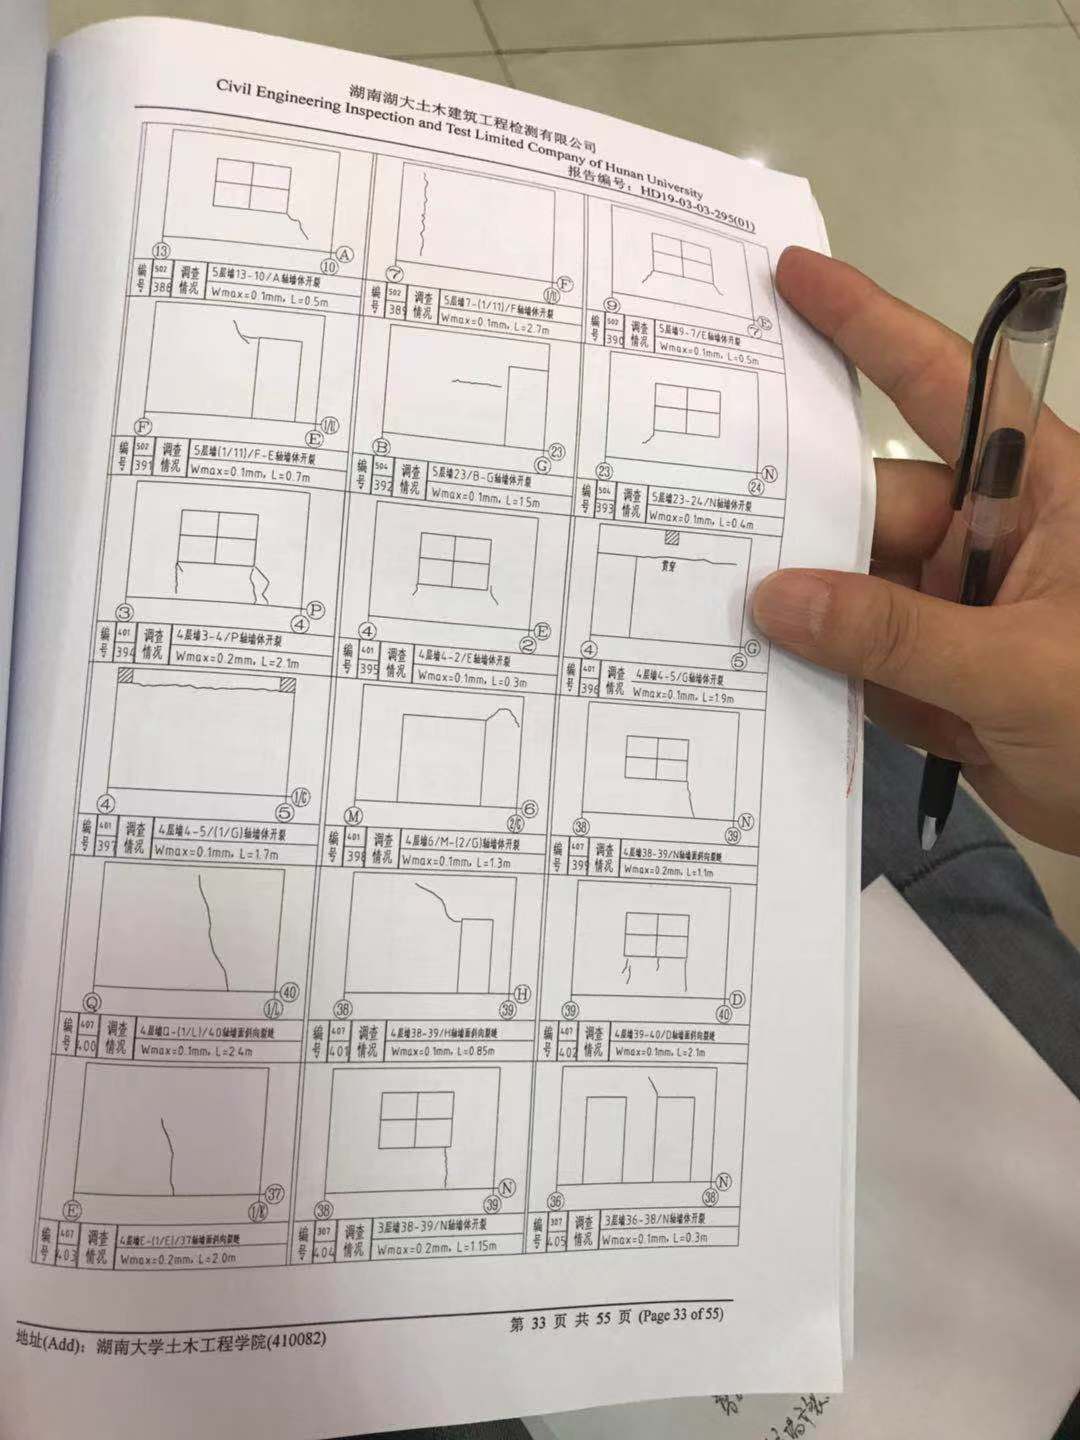 湖南湖大土木建筑工程检测有限公司
Civil Engineering Inspection and Test Limited Company of Hunan University
报告编号：HD19-03-03-295(01)
13 10 A
编号 502 388 调查情况 5层墙13-10/A轴墙体开裂
Wmax=0.1mm, L=0.5m
7 1/11 F
编号 502 389 调查情况 5层墙7-(1/11)/F轴墙体开裂
Wmax=0.1mm, L=2.7m
9 7 E
编号 502 390 调查情况 5层墙9-7/E轴墙体开裂
Wmax=0.1mm, L=0.5m
F E 1/11
编号 502 391 调查情况 5层墙(1/11)/F-E轴墙体开裂
Wmax=0.1mm, L=0.7m
B G 23
编号 504 392 调查情况 5层墙23/B-G轴墙体开裂
Wmax=0.1mm, L=1.5m
23 24 N
编号 504 393 调查情况 5层墙23-24/N轴墙体开裂
Wmax=0.1mm, L=0.4m
3 4 P
编号 401 394 调查情况 4层墙3-4/P轴墙体开裂
Wmax=0.2mm, L=2.1m
4 2 E
编号 401 395 调查情况 4层墙4-2/E轴墙体开裂
Wmax=0.1mm, L=0.3m
贯穿
4 5 G
编号 401 396 调查情况 4层墙4-5/G轴墙体开裂
Wmax=0.1mm, L=1.9m
4 5 1/G
编号 401 397 调查情况 4层墙4-5/(1/G)轴墙体开裂
Wmax=0.1mm, L=1.7m
M 2/G 6
编号 401 398 调查情况 4层墙6/M-(2/G)轴墙体开裂
Wmax=0.1mm, L=1.3m
38 39 N
编号 407 399 调查情况 4层墙38-39/N轴墙面斜向裂缝
Wmax=0.2mm, L=1.1m
Q 1/L 40
编号 407 400 调查情况 4层墙Q-(1/L)/40轴墙面斜向裂缝
Wmax=0.1mm, L=2.4m
38 39 H
编号 407 401 调查情况 4层墙38-39/H轴墙面斜向裂缝
Wmax=0.1mm, L=0.85m
39 40 D
编号 407 402 调查情况 4层墙39-40/D轴墙面斜向裂缝
Wmax=0.1mm, L=2.1m
E 1/E 37
编号 407 403 调查情况 4层墙E-(1/E)/37轴墙面斜向裂缝
Wmax=0.2mm, L=2.0m
38 39 N
编号 307 404 调查情况 3层墙38-39/N轴墙体开裂
Wmax=0.2mm, L=1.15m
36 38 N
编号 307 405 调查情况 3层墙36-38/N轴墙体开裂
Wmax=0.1mm, L=0.3m
第 33 页 共 55 页 (Page 33 of 55)
地址(Add)：湖南大学土木工程学院(410082)